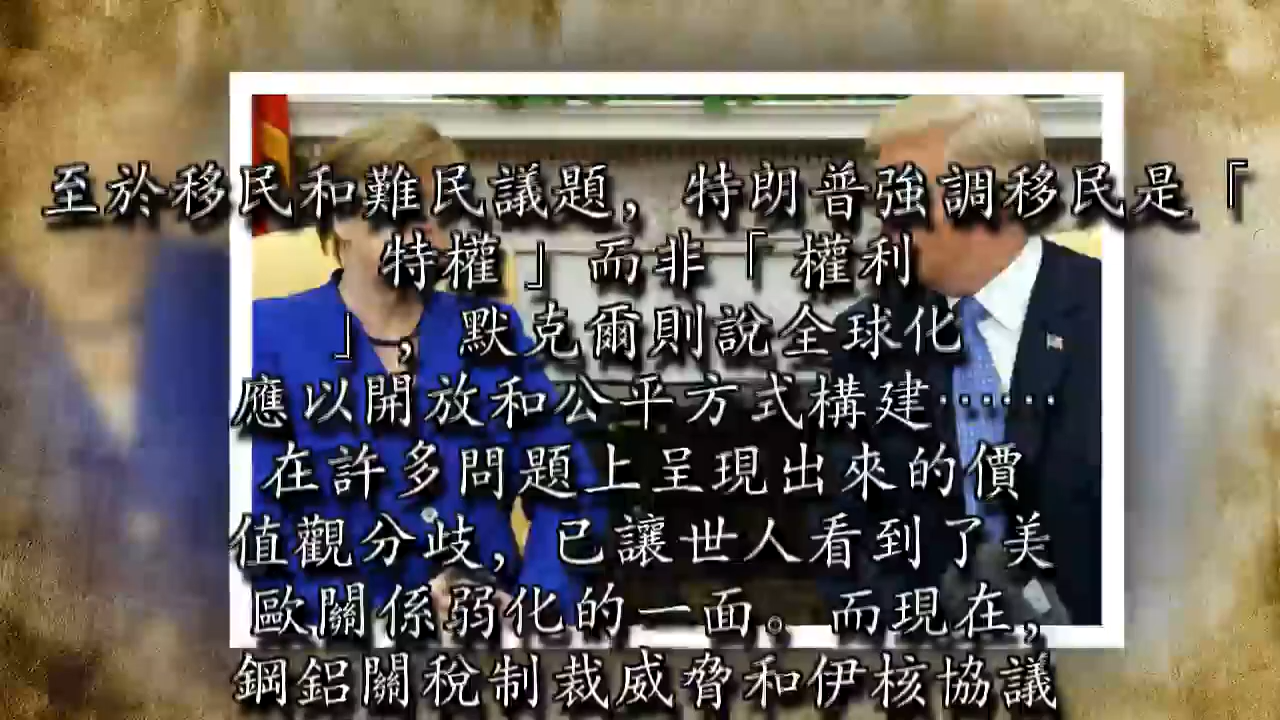 至於移民和難民議題，特朗普強調移民是「
特權」而非「權利
」，默克爾則說全球化
應以開放和公平方式構建……
在許多問題上呈現出來的價
值觀分歧，已讓世人看到了美
歐關係弱化的一面。而現在，
鋼鋁關稅制裁威脅和伊核協議